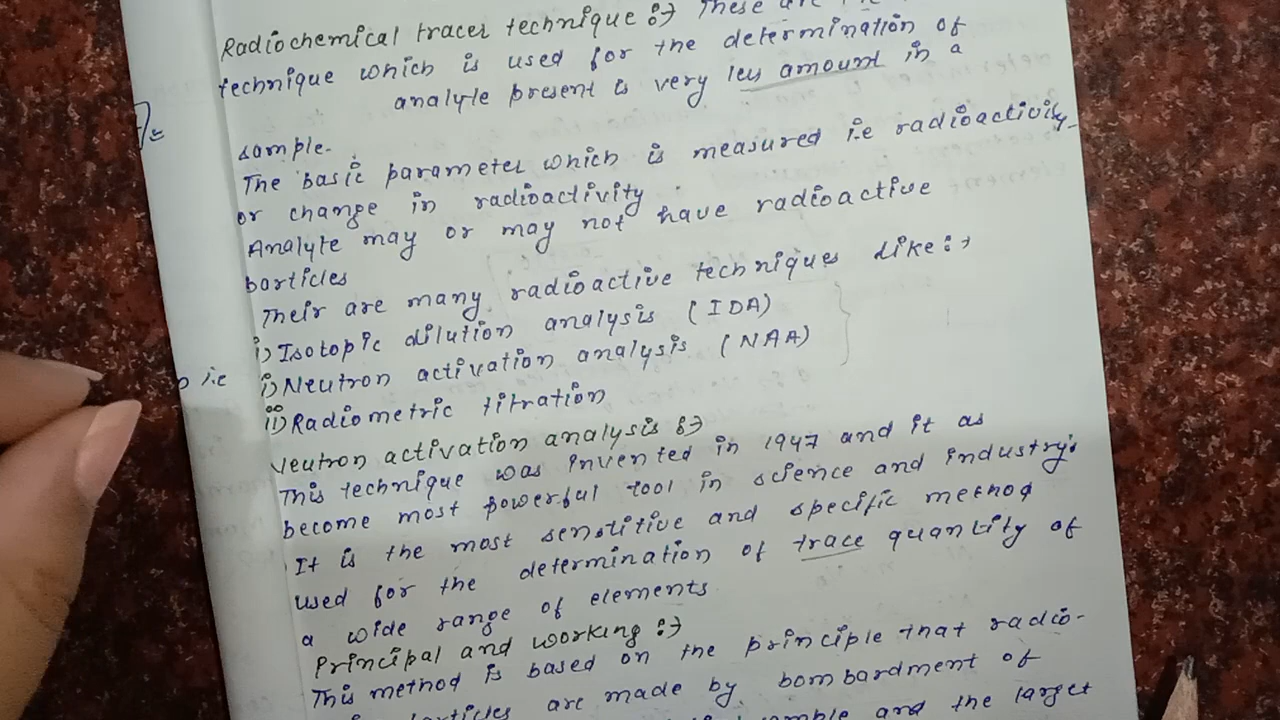 Radiochemical tracer technique :→ These are
technique which is used for the determination of
analyte present is very less amount in a
sample.
The basic parameter which is measured i.e radioactivity
or change in radioactivity.
Analyte may or may not have radioactive
particles
Their are many radioactive techniques like :→
i) Isotopic dilution analysis (IDA)
i) Neutron activation analysis (NAA)
iii) Radiometric titration
Neutron activation analysis :→
This technique was invented in 1947 and it as
become most powerful tool in science and industry.
It is the most senstitive and specific method
used for the determination of trace quantity of
a wide range of elements
Principal and working :→
This method is based on the principle that radio-
particles are made by bombardment of
sample and the target
i.e